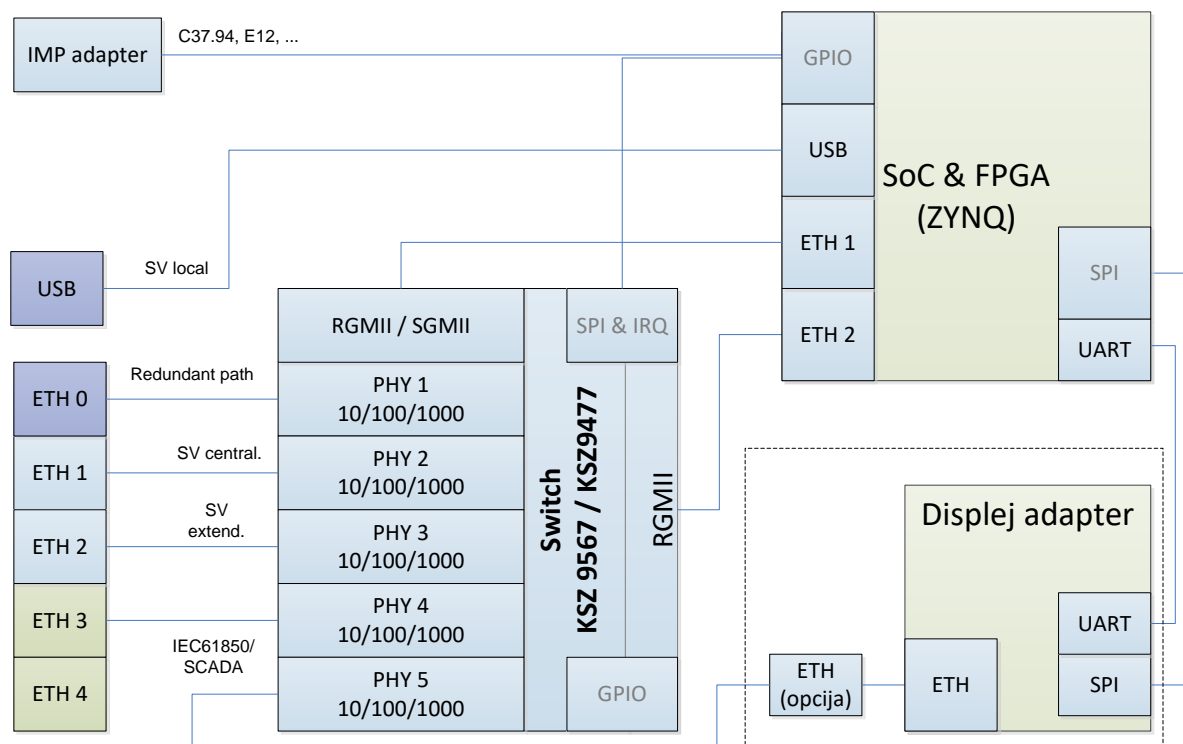 IMP adapter
C37.94, E12, ...
GPIO
USB
SoC & FPGA
(ZYNQ)
ETH 1
ETH 2
SPI
UART
USB
SV local
RGMII / SGMII
SPI & IRQ
ETH 0
Redundant path
PHY 1
10/100/1000
ETH 1
SV central.
PHY 2
10/100/1000
ETH 2
SV
extend.
PHY 3
10/100/1000
ETH 3
PHY 4
10/100/1000
ETH 4
IEC61850/
SCADA
PHY 5
10/100/1000
Switch
KSZ 9567 / KSZ9477
RGMII
GPIO
Displej adapter
UART
SPI
ETH
ETH
(opcija)